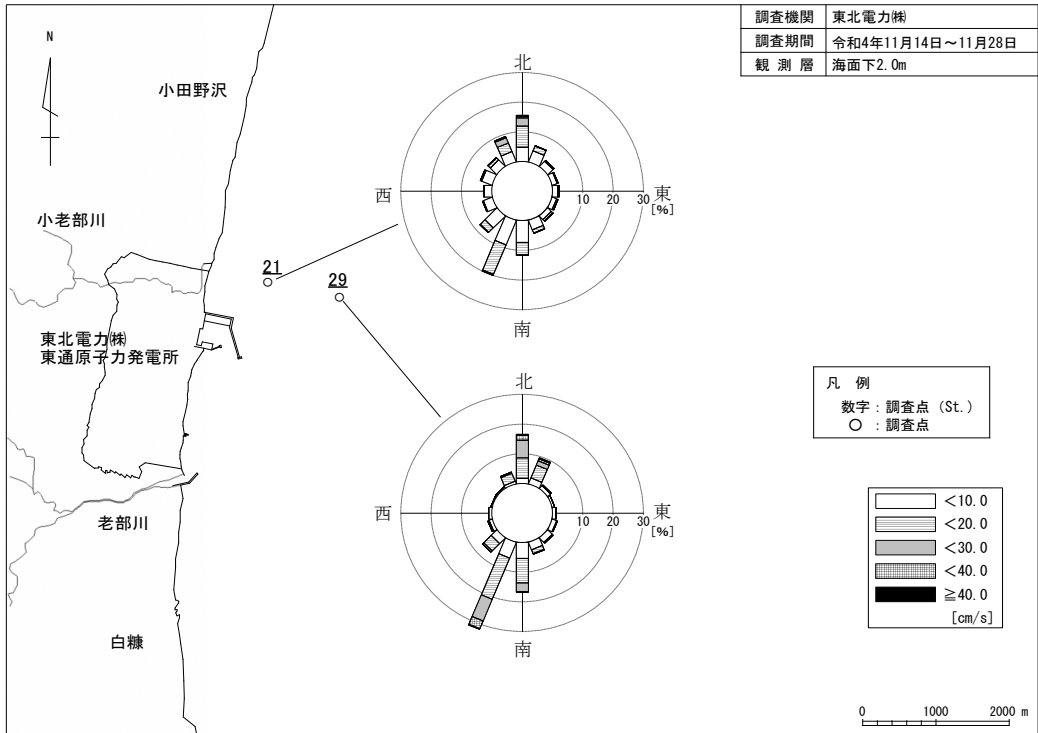 調査機関 東北電力㈱
調査期間 令和4年11月14日～11月28日
観測層 海面下2.0m
N
小田野沢
小老部川
21
29
東北電力㈱
東通原子力発電所
老部川
白糠
北
西
10 20 30 東
[%]
南
北
西
10 20 30 東
[%]
南
凡 例
数字：調査点（St.）
○ ：調査点
＜10.0
＜20.0
＜30.0
＜40.0
≧40.0
[cm/s]
0 1000 2000 m